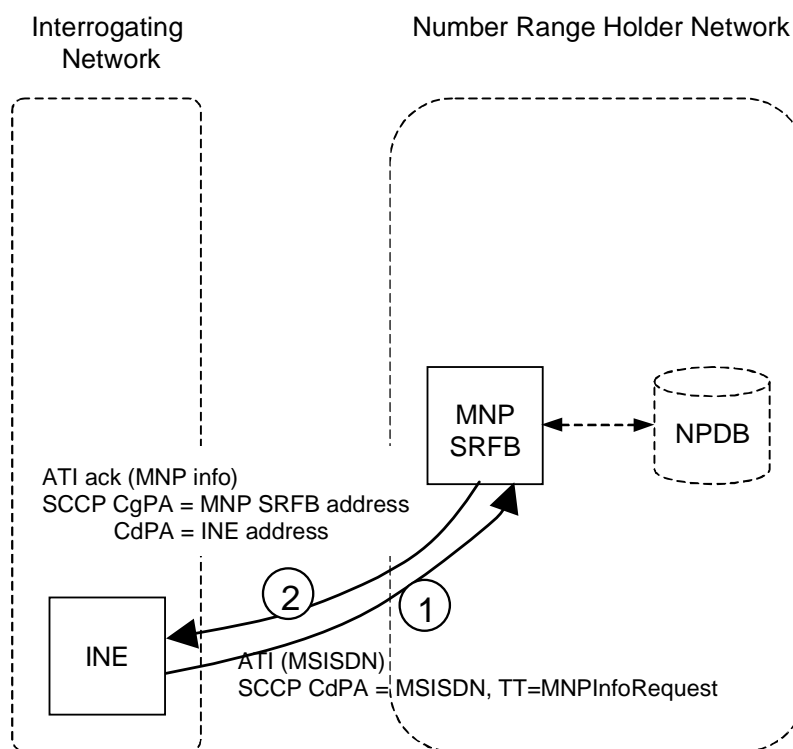 Interrogating
Network
Number Range Holder Network
MNP
SRFB
NPDB
ATI ack (MNP info)
SCCP CgPA = MNP SRFB address
CdPA = INE address
2
1
INE
ATI (MSISDN)
SCCP CdPA = MSISDN, TT=MNPInfoRequest